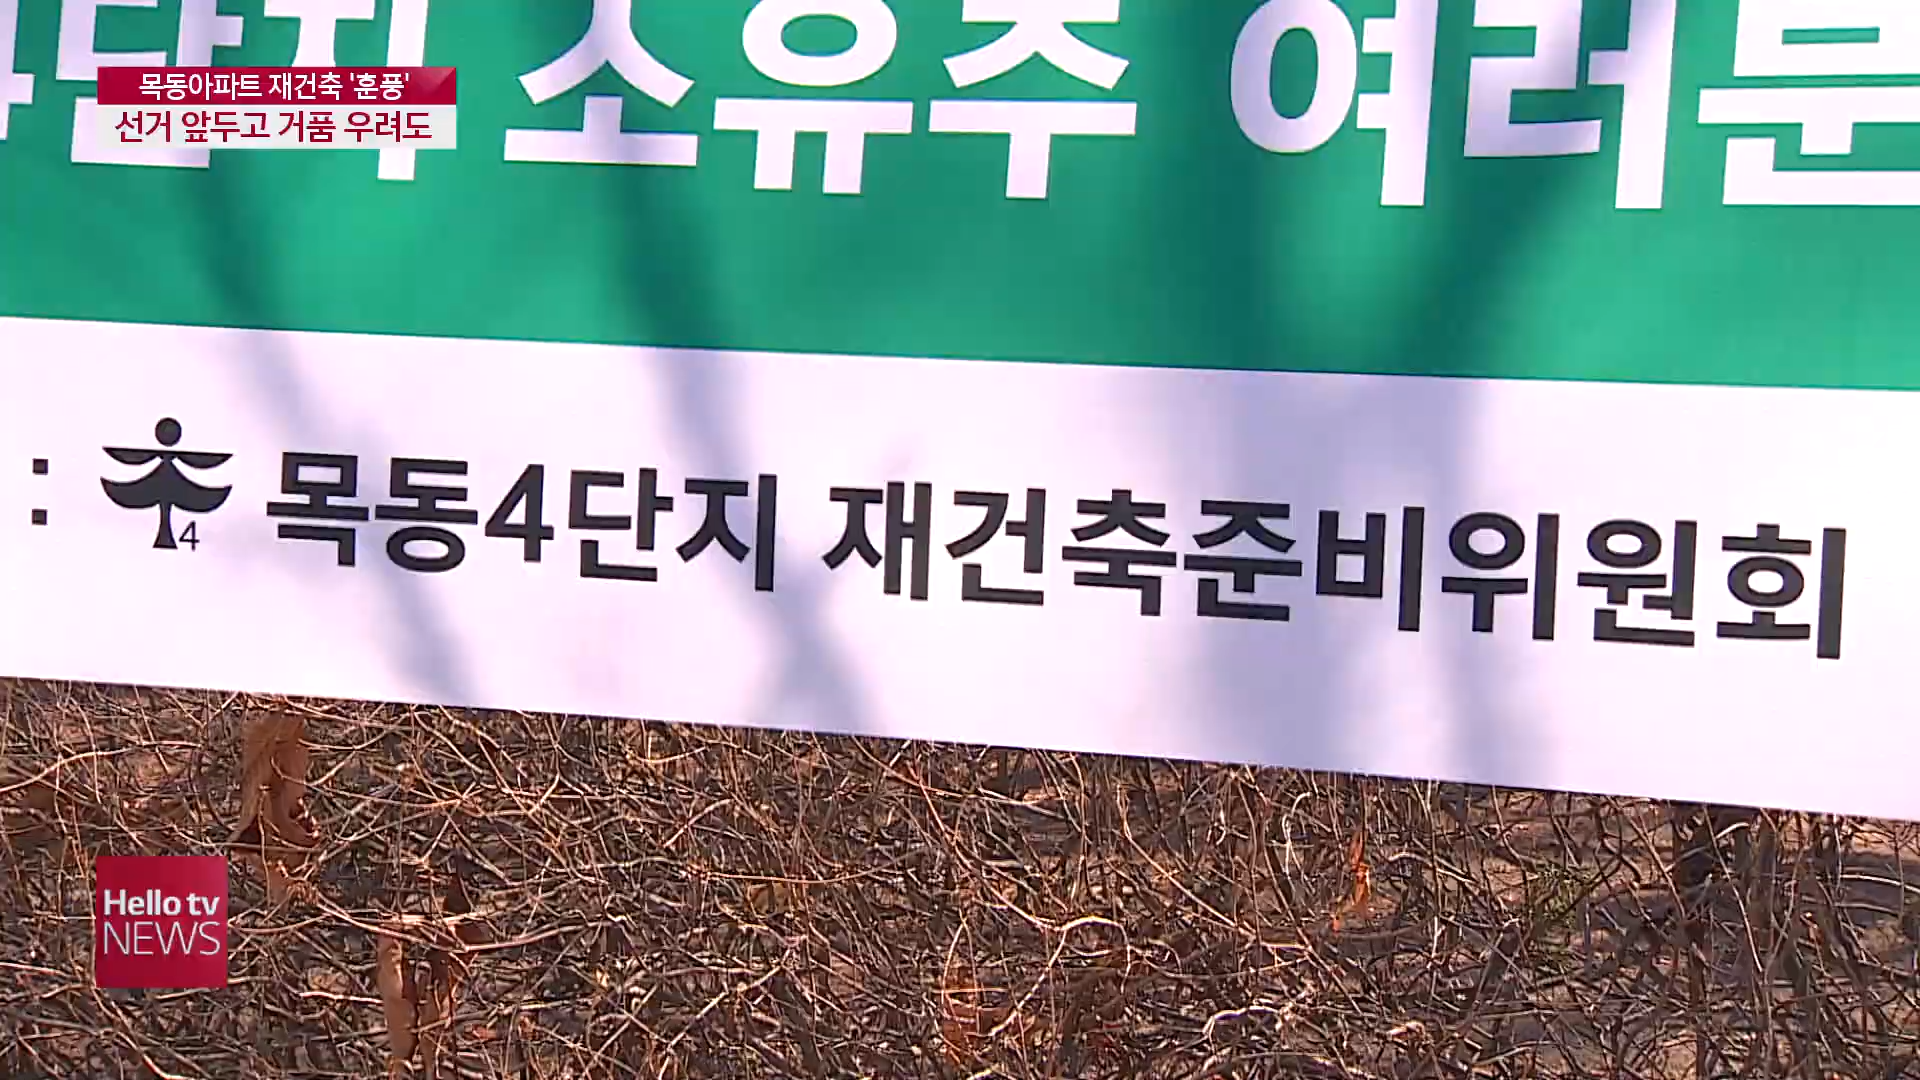 목동아파트 재건축 '훈풍'
선거 앞두고 거품 우려도
단지 소유주 여러분
: 4 목동4단지 재건축준비위원회
Hello tv
NEWS